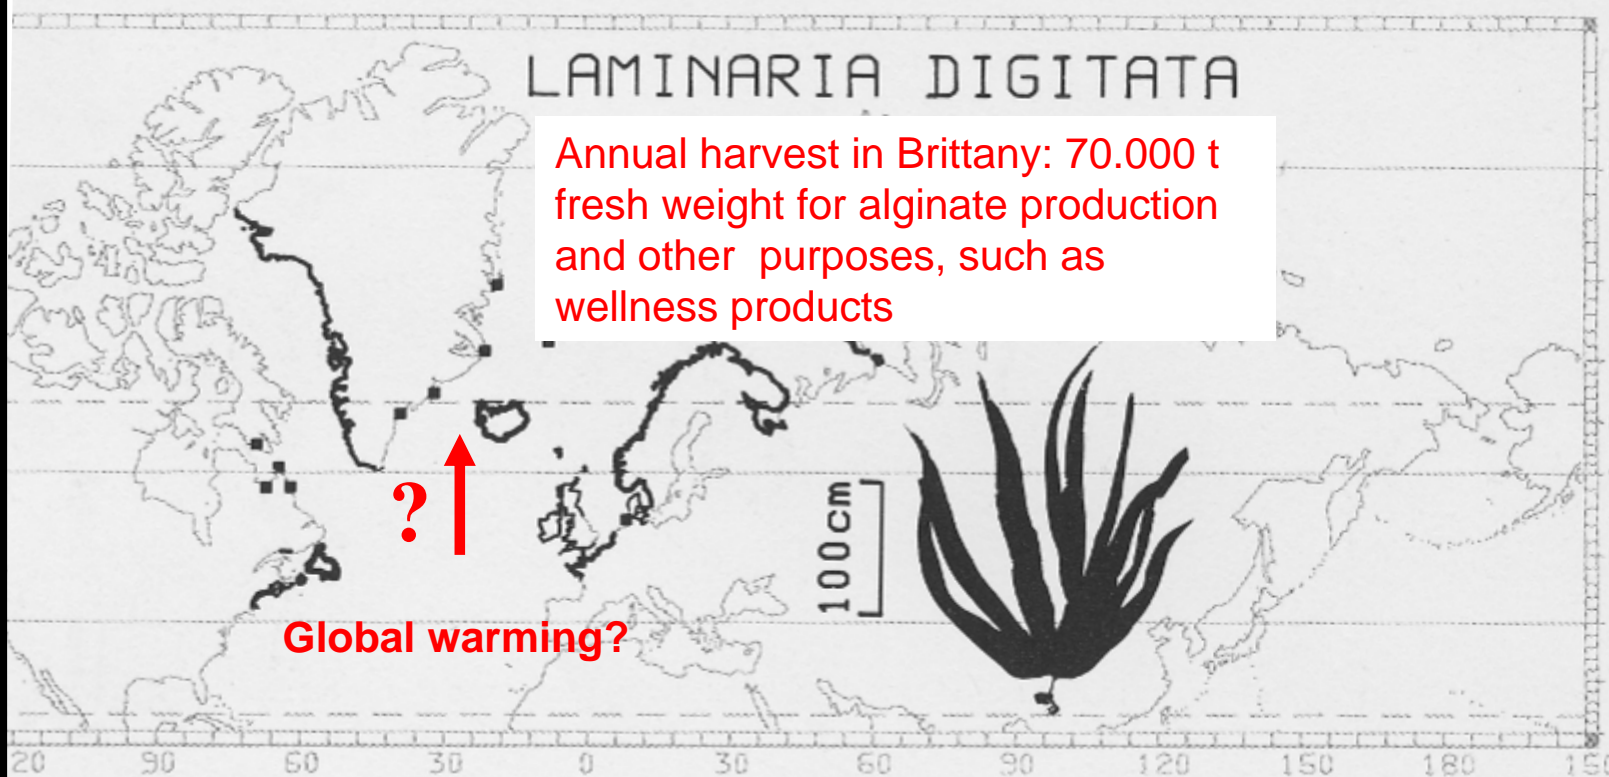 LAMINARIA DIGITATA
Annual harvest in Brittany: 70.000 t
fresh weight for alginate production
and other purposes, such as
wellness products
?
100cm
Global warming?
20 90 60 30 0 30 60 90 120 150 180 150